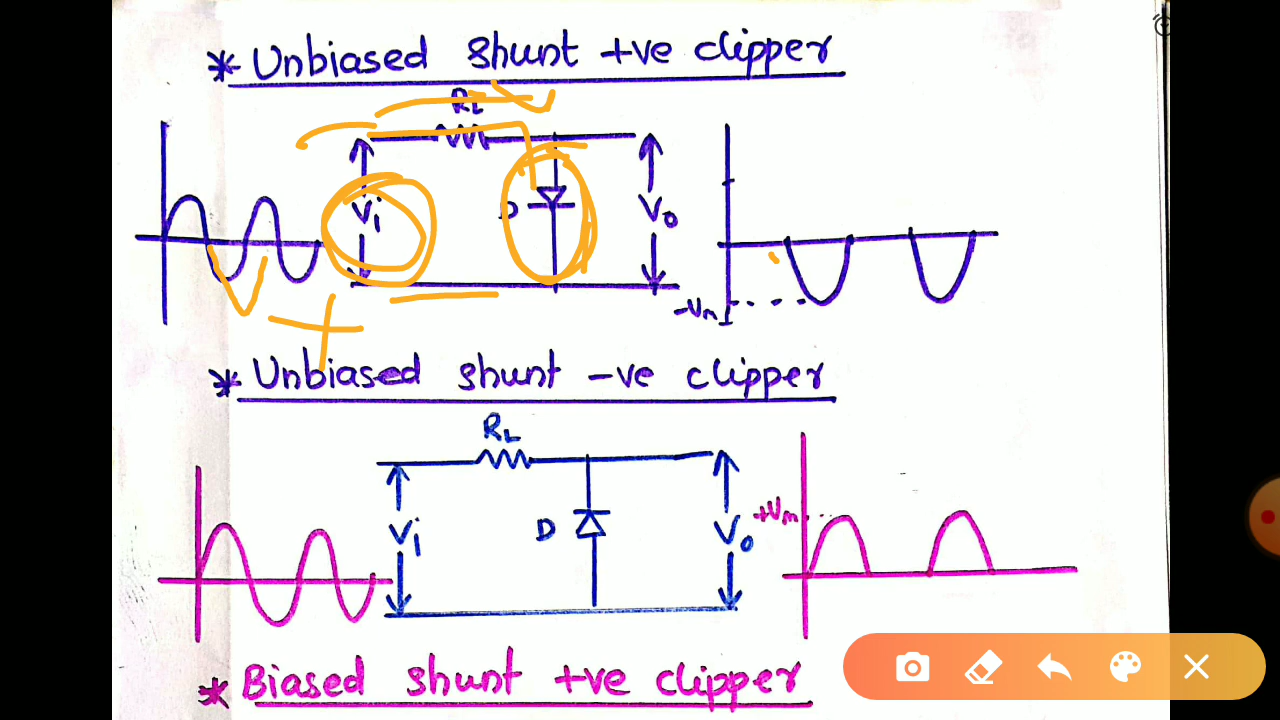 * Unbiased shunt +ve clipper
RL
Vi
D
Vo
-Vm
* Unbiased shunt -ve clipper
RL
Vi
D
Vo
+Vm
* Biased shunt +ve clipper